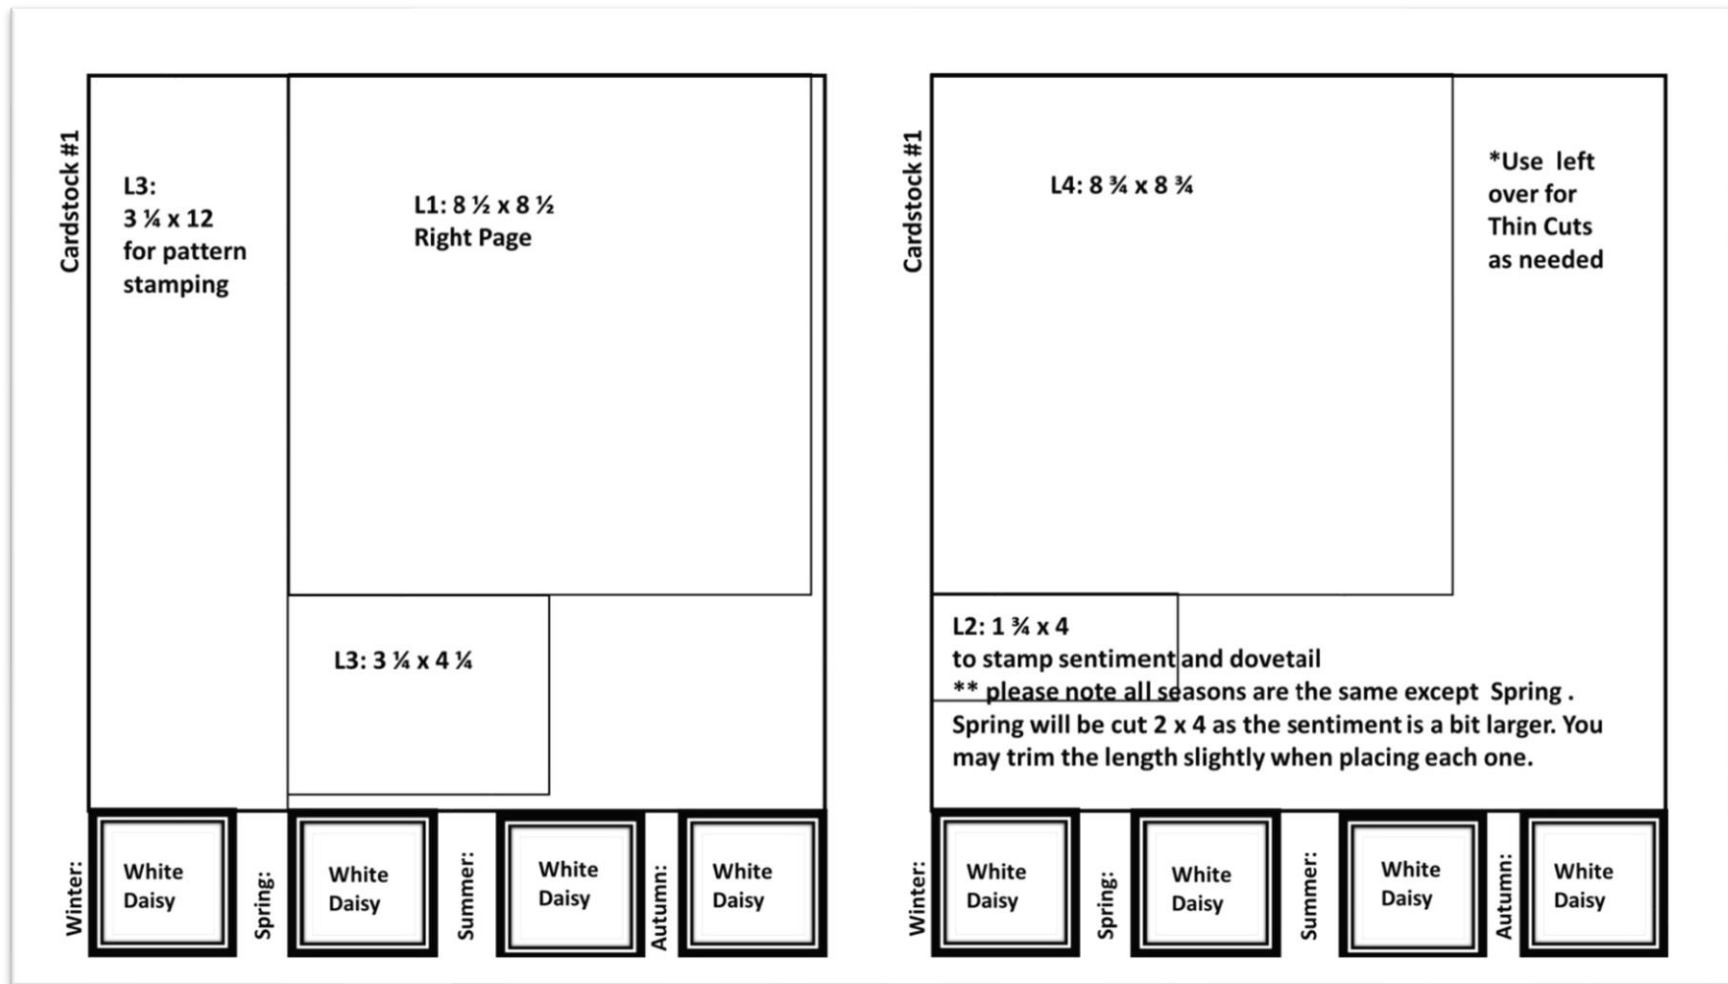 Cardstock #1
L3:
3 ¼ x 12
for pattern
stamping
L1: 8 ½ x 8 ½
Right Page
L3: 3 ¼ x 4 ¼
Winter:
White
Daisy
Spring:
White
Daisy
Summer:
White
Daisy
Autumn:
White
Daisy
Cardstock #1
L4: 8 ¾ x 8 ¾
*Use left
over for
Thin Cuts
as needed
L2: 1 ¾ x 4
to stamp sentiment and dovetail
** please note all seasons are the same except Spring .
Spring will be cut 2 x 4 as the sentiment is a bit larger. You
may trim the length slightly when placing each one.
Winter:
White
Daisy
Spring:
White
Daisy
Summer:
White
Daisy
Autumn:
White
Daisy